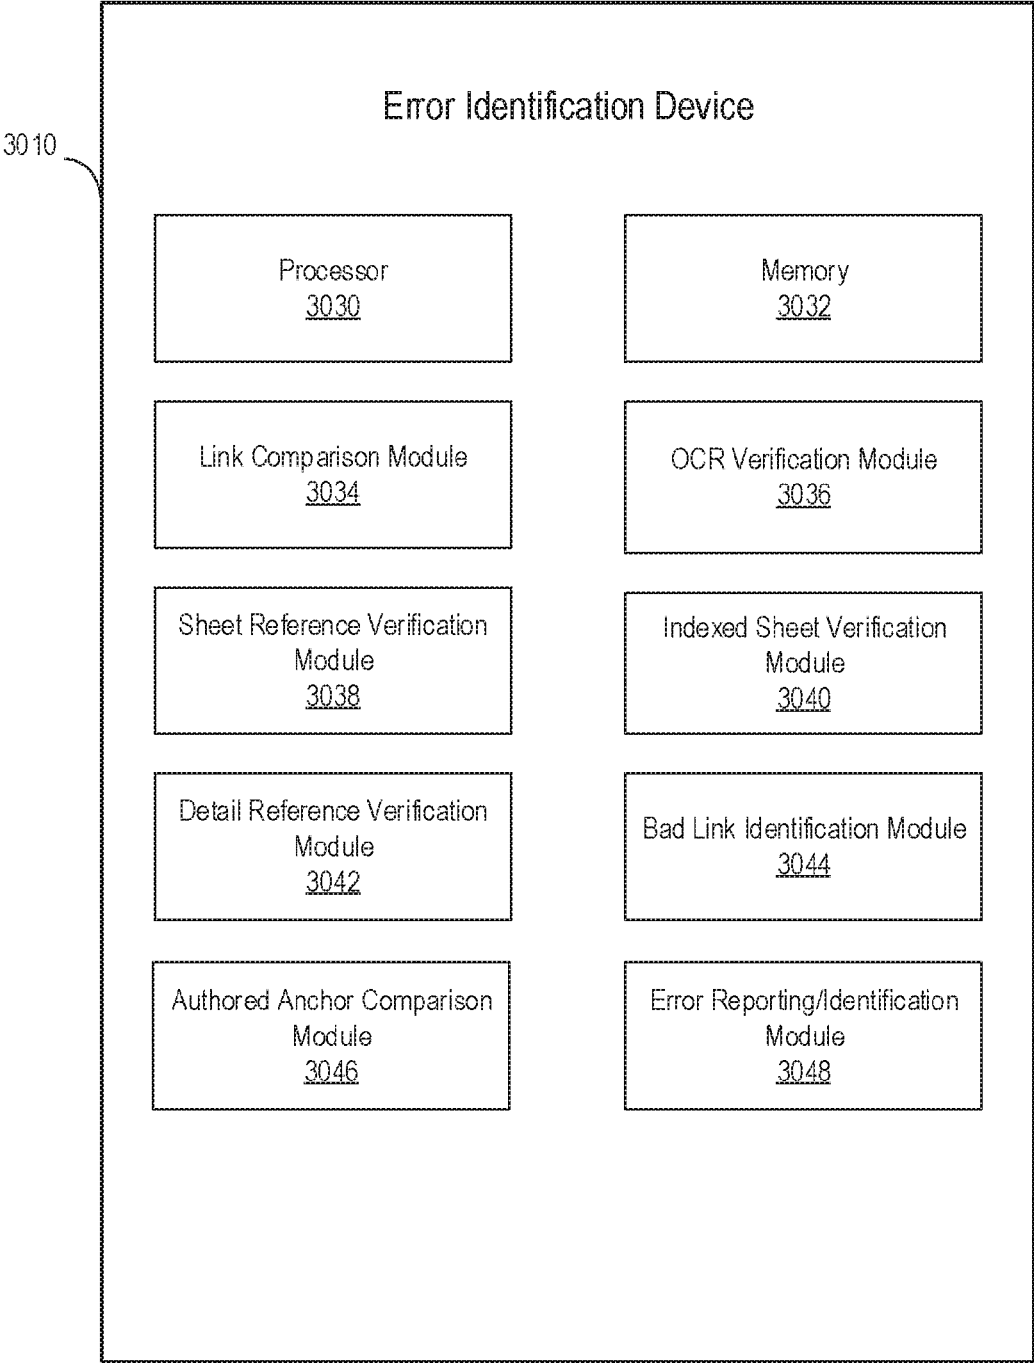 Error Identification Device
3010
Processor
3030
Memory
3032
Link Comparison Module
3034
OCR Verification Module
3036
Sheet Reference Verification
Module
3038
Indexed Sheet Verification
Module
3040
Detail Reference Verification
Module
3042
Bad Link Identification Module
3044
Authored Anchor Comparison
Module
3046
Error Reporting/Identification
Module
3048